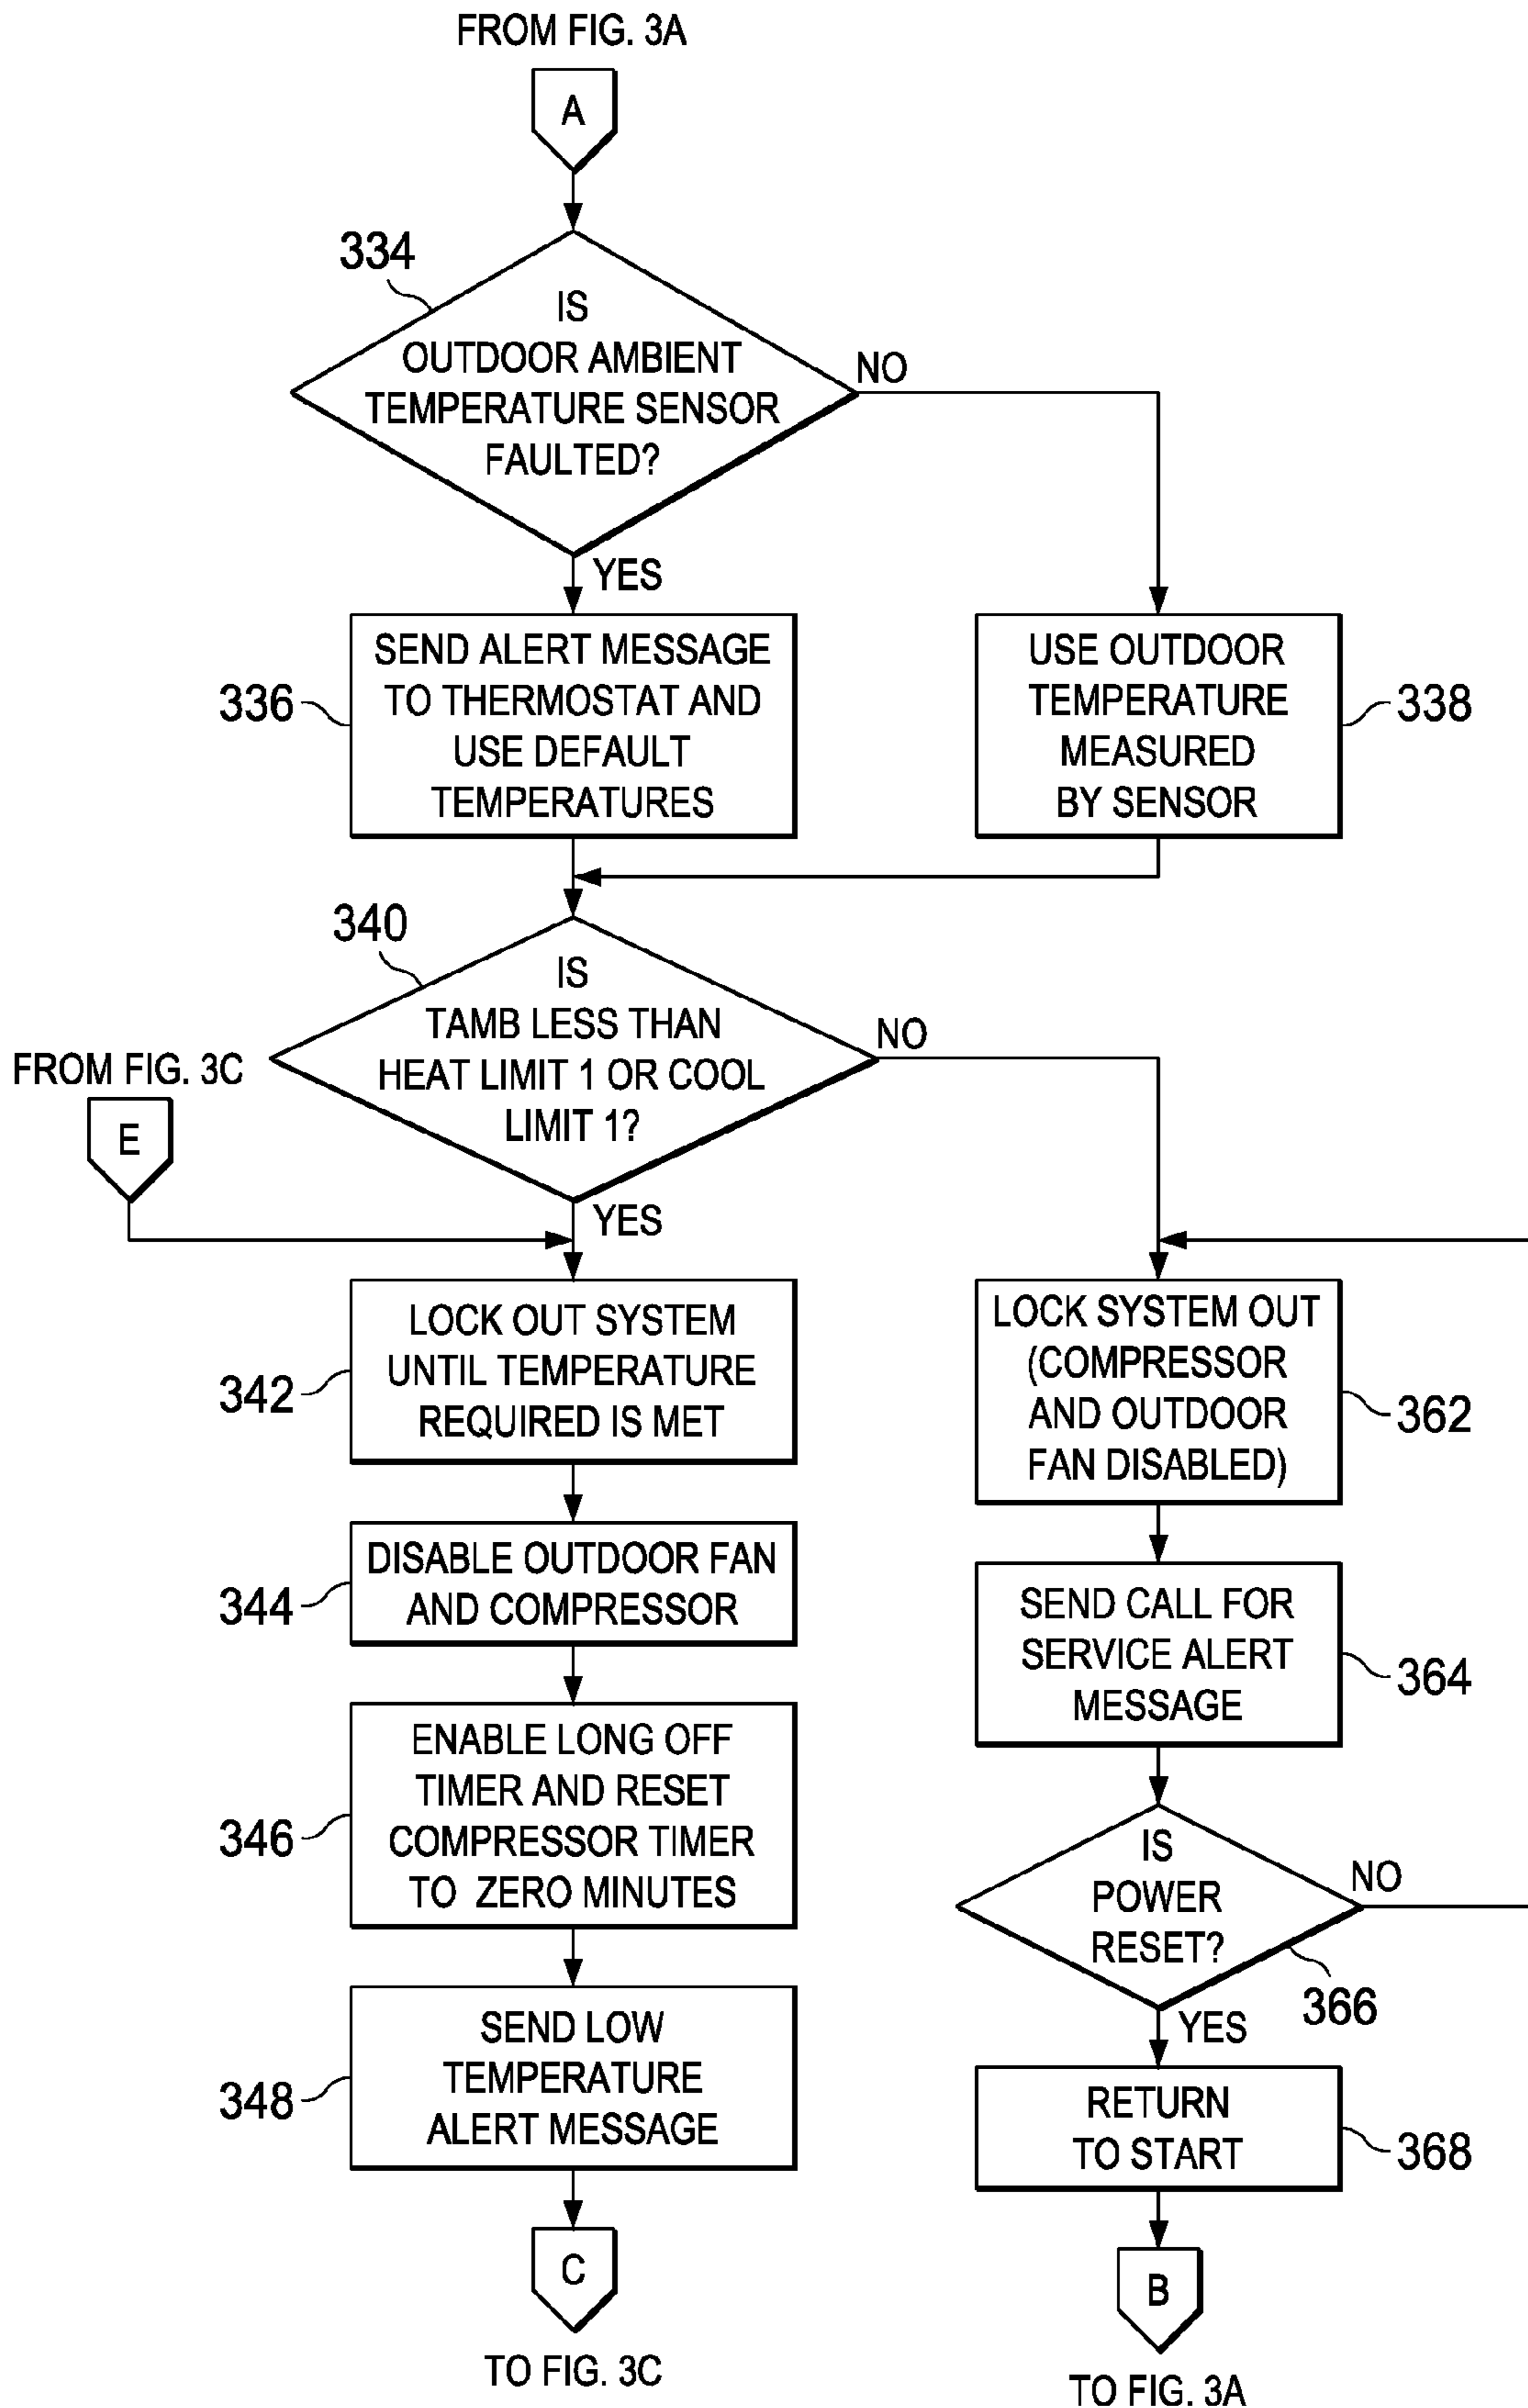 FROM FIG. 3A
A
334
IS
OUTDOOR AMBIENT
TEMPERATURE SENSOR
FAULTED?
NO
YES
SEND ALERT MESSAGE
TO THERMOSTAT AND
USE DEFAULT
TEMPERATURES
336
USE OUTDOOR
TEMPERATURE
MEASURED
BY SENSOR
338
340
IS
TAMB LESS THAN
HEAT LIMIT 1 OR COOL
LIMIT 1?
NO
FROM FIG. 3C
E
YES
LOCK OUT SYSTEM
UNTIL TEMPERATURE
REQUIRED IS MET
342
LOCK SYSTEM OUT
(COMPRESSOR
AND OUTDOOR
FAN DISABLED)
362
DISABLE OUTDOOR FAN
AND COMPRESSOR
344
SEND CALL FOR
SERVICE ALERT
MESSAGE
364
ENABLE LONG OFF
TIMER AND RESET
COMPRESSOR TIMER
TO ZERO MINUTES
346
IS
POWER
RESET?
NO
366
YES
SEND LOW
TEMPERATURE
ALERT MESSAGE
348
RETURN
TO START
368
C
TO FIG. 3C
B
TO FIG. 3A